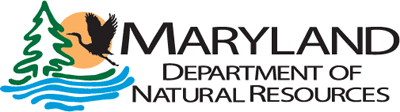 MARYLAND
DEPARTMENT OF
NATURAL RESOURCES